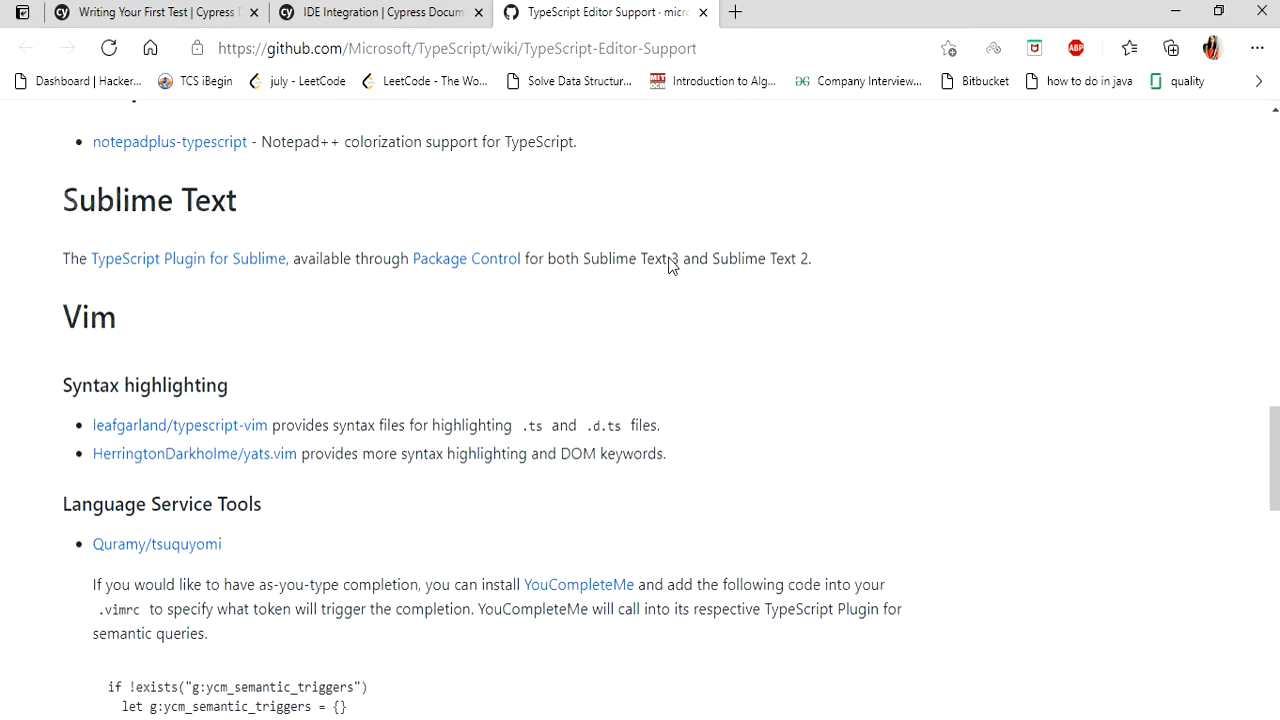 Writing Your First Test | Cypress D
IDE Integration | Cypress Docum
TypeScript Editor Support · micr
https://github.com/Microsoft/TypeScript/wiki/TypeScript-Editor-Support
ABP
Dashboard | Hacker...
TCS iBegin
july - LeetCode
LeetCode - The Wo...
Solve Data Structur...
MIT
Introduction to Alg...
Company Interview...
Bitbucket
how to do in java
quality
• notepadplus-typescript - Notepad++ colorization support for TypeScript.
Sublime Text
The TypeScript Plugin for Sublime, available through Package Control for both Sublime Text 3 and Sublime Text 2.
Vim
Syntax highlighting
• leafgarland/typescript-vim provides syntax files for highlighting .ts and .d.ts files.
• HerringtonDarkholme/yats.vim provides more syntax highlighting and DOM keywords.
Language Service Tools
• Quramy/tsuquyomi
If you would like to have as-you-type completion, you can install YouCompleteMe and add the following code into your
.vimrc to specify what token will trigger the completion. YouCompleteMe will call into its respective TypeScript Plugin for
semantic queries.
if !exists("g:ycm_semantic_triggers")
let g:ycm_semantic_triggers = {}